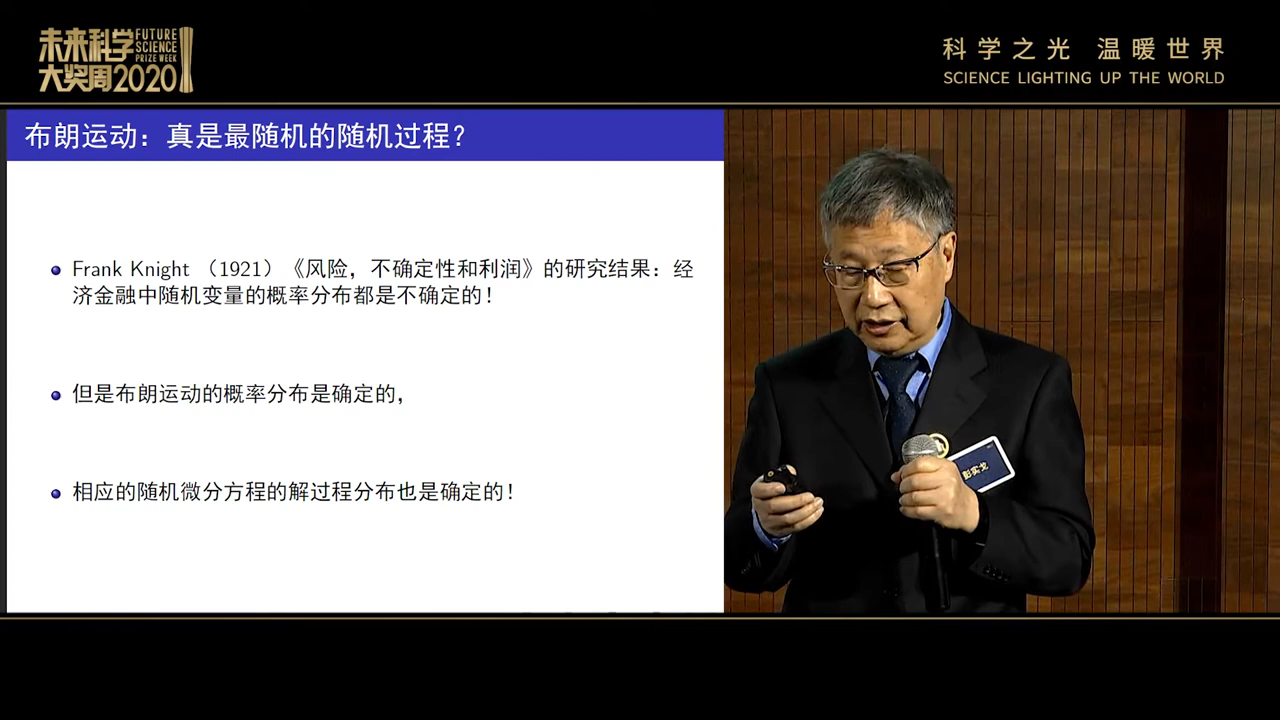 未来科学
大奖周2020
FUTURE
SCIENCE
PRIZE WEEK
科学之光 温暖世界
SCIENCE LIGHTING UP THE WORLD
布朗运动：真是最随机的随机过程？
Frank Knight （1921）《风险，不确定性和利润》的研究结果：经
济金融中随机变量的概率分布都是不确定的！
但是布朗运动的概率分布是确定的，
相应的随机微分方程的解过程分布也是确定的！
彭实戈